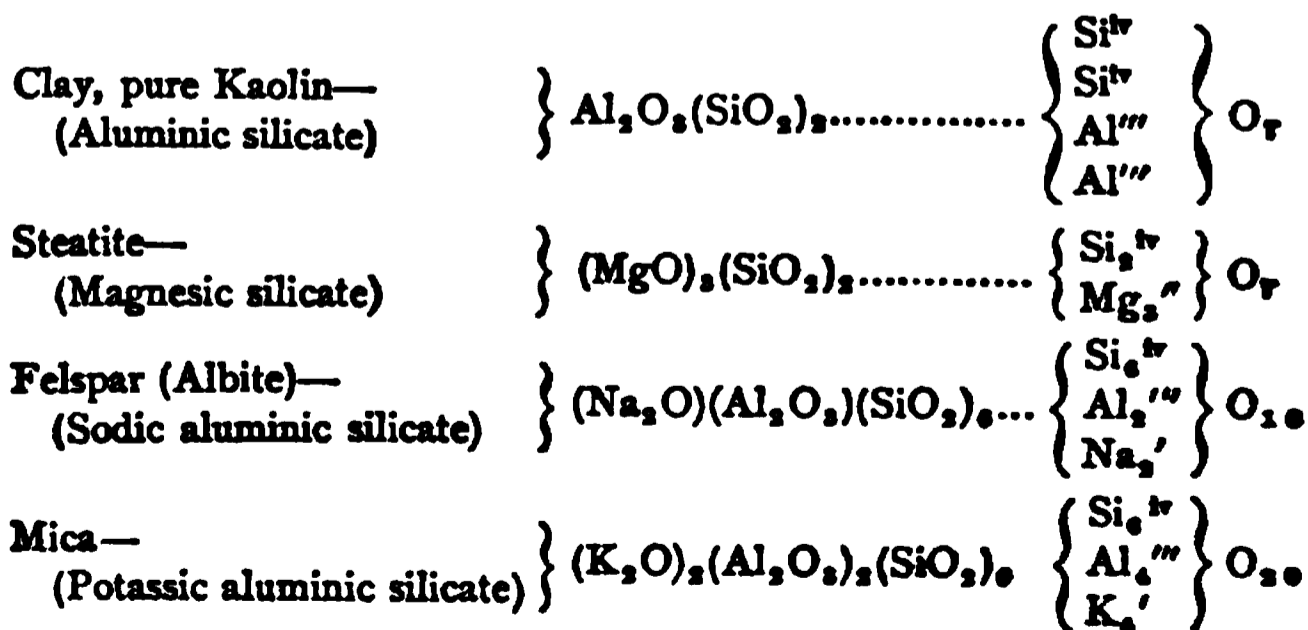 Clay, pure Kaolin—
(Aluminic silicate) } Al₂O₃(SiO₂)₂............... { Siⁱᵛ
Siⁱᵛ
Al‴
Al‴ } O₇
Steatite—
(Magnesic silicate) } (MgO)₃(SiO₂)₂............. { Si₂ⁱᵛ
Mg₃″ } O₇
Felspar (Albite)—
(Sodic aluminic silicate) } (Na₂O)(Al₂O₃)(SiO₂)₆... { Si₆ⁱᵛ
Al₂‴
Na₂′ } O₁₆
Mica—
(Potassic aluminic silicate) } (K₂O)₂(Al₂O₃)₂(SiO₂)₆ { Si₆ⁱᵛ
Al₄‴
K₄′ } O₂₀